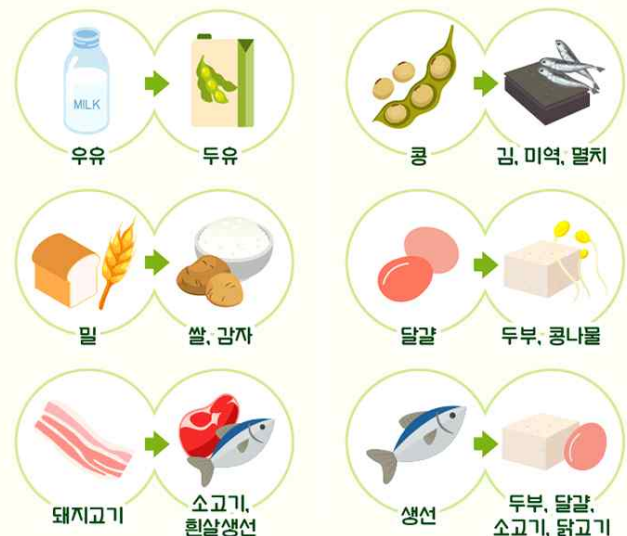 MILK
우유
두유
콩
김, 미역, 멸치
밀
쌀, 감자
달걀
두부, 콩나물
돼지고기
소고기,
흰살생선
생선
두부, 달걀,
소고기, 닭고기